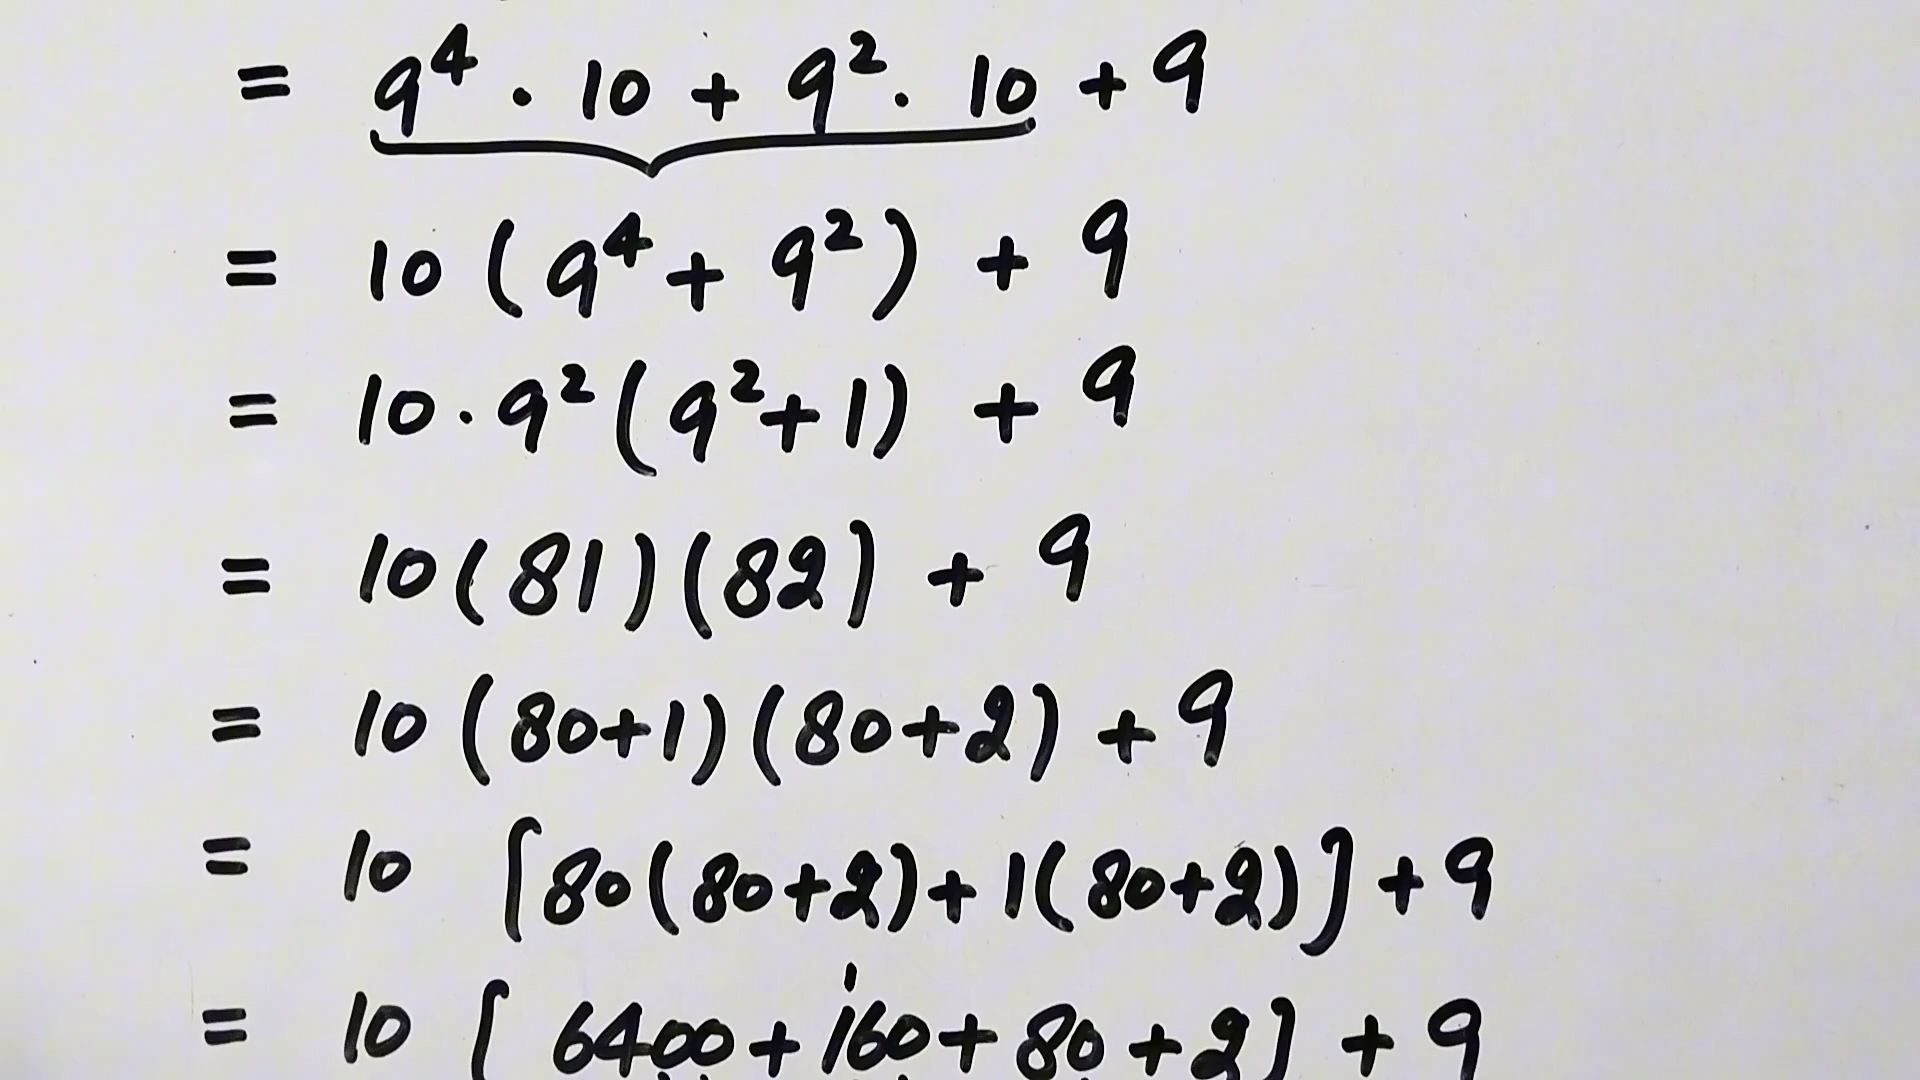 = 9⁴ · 10 + 9² · 10 + 9
= 10 ( 9⁴ + 9² ) + 9
= 10 · 9² ( 9² + 1 ) + 9
= 10 ( 81 ) ( 82 ) + 9
= 10 ( 80+1 ) ( 80+2 ) + 9
= 10 [ 80 ( 80+2 ) + 1 ( 80+2 ) ] + 9
= 10 [ 6400 + 160 + 80 + 2 ] + 9